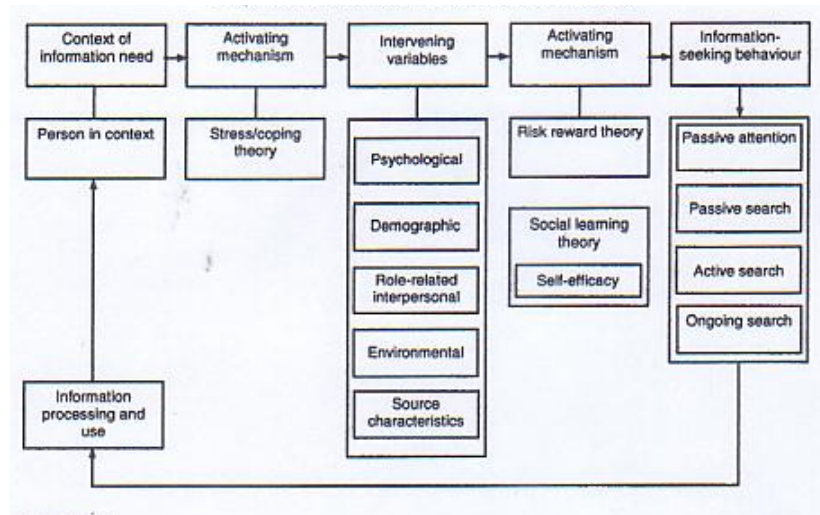 Context of
information need
Activating
mechanism
Intervening
variables
Activating
mechanism
Information-
seeking behaviour
Person in context
Stress/coping
theory
Psychological
Demographic
Role-related
interpersonal
Environmental
Source
characteristics
Risk reward theory
Social learning
theory
Self-efficacy
Passive attention
Passive search
Active search
Ongoing search
Information
processing and
use